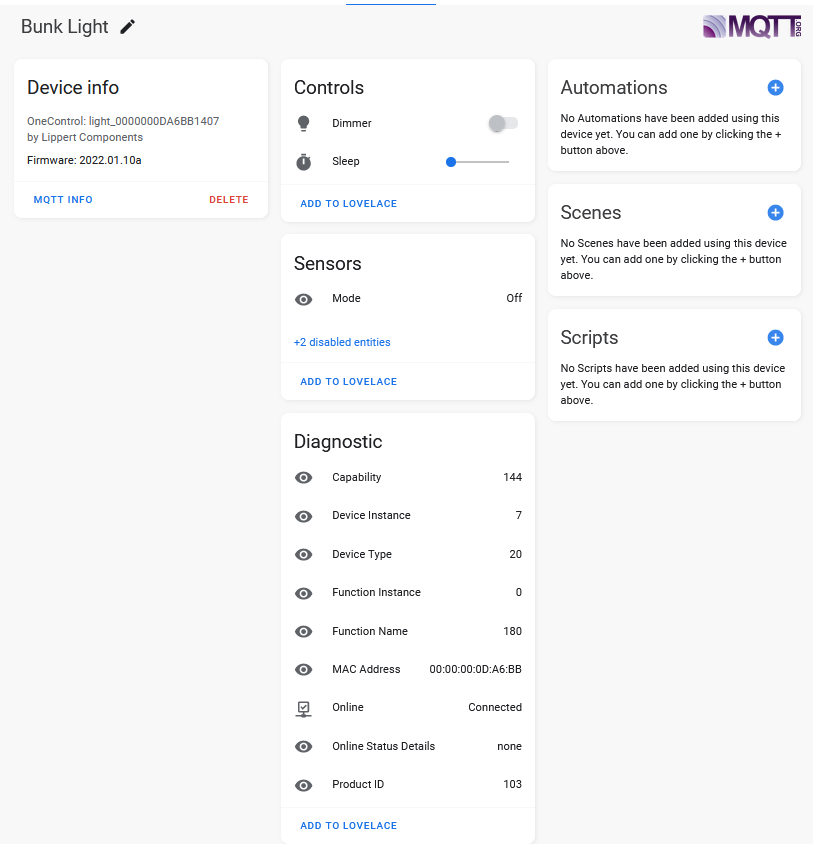 Bunk Light
MQTT.ORG
Device info
OneControl: light_0000000DA6BB1407
by Lippert Components
Firmware: 2022.01.10a
MQTT INFO
DELETE
Controls
Dimmer
Sleep
ADD TO LOVELACE
Sensors
Mode Off
+2 disabled entities
ADD TO LOVELACE
Diagnostic
Capability 144
Device Instance 7
Device Type 20
Function Instance 0
Function Name 180
MAC Address 00:00:00:0D:A6:BB
Online Connected
Online Status Details none
Product ID 103
ADD TO LOVELACE
Automations
No Automations have been added using this
device yet. You can add one by clicking the +
button above.
Scenes
No Scenes have been added using this device
yet. You can add one by clicking the + button
above.
Scripts
No Scripts have been added using this device
yet. You can add one by clicking the + button
above.